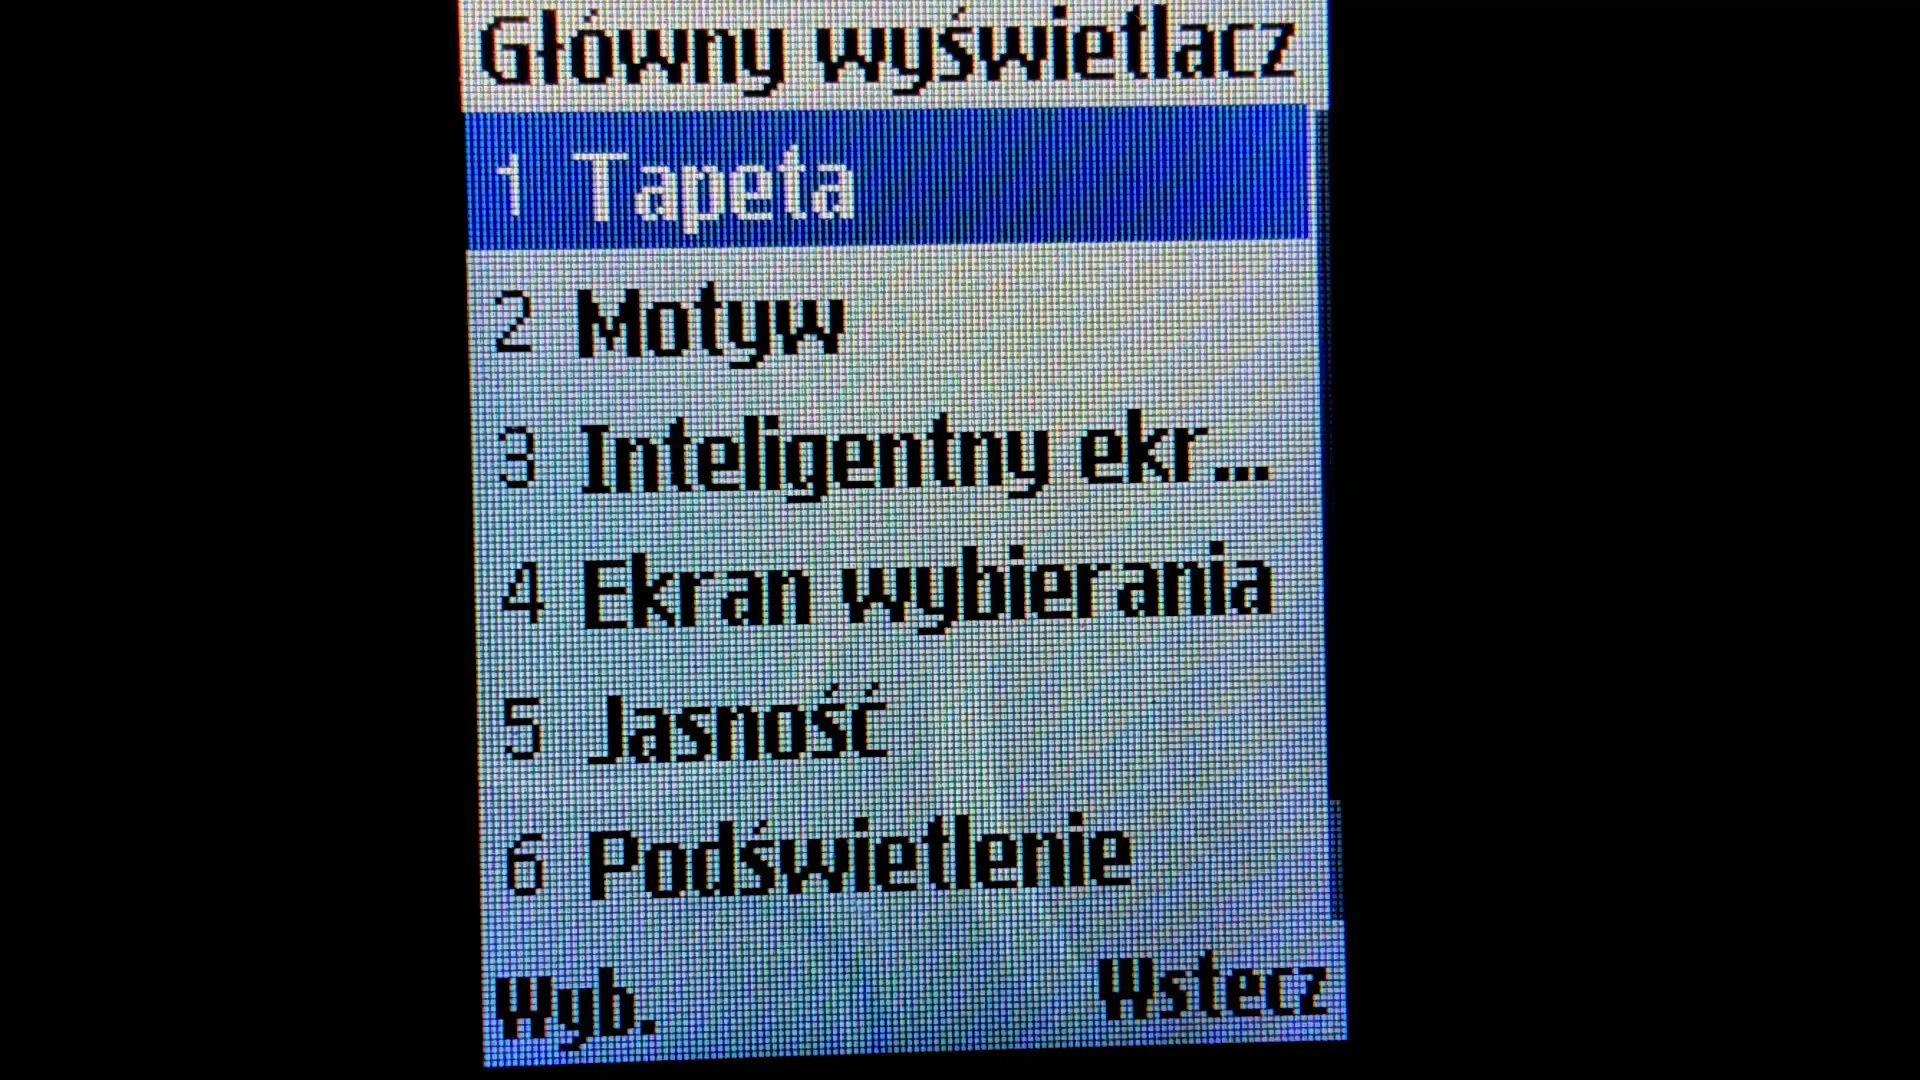 Główny wyświetlacz
1 Tapeta
2 Motyw
3 Inteligentny ekr...
4 Ekran wybierania
5 Jasność
6 Podświetlenie
Wyb. Wstecz